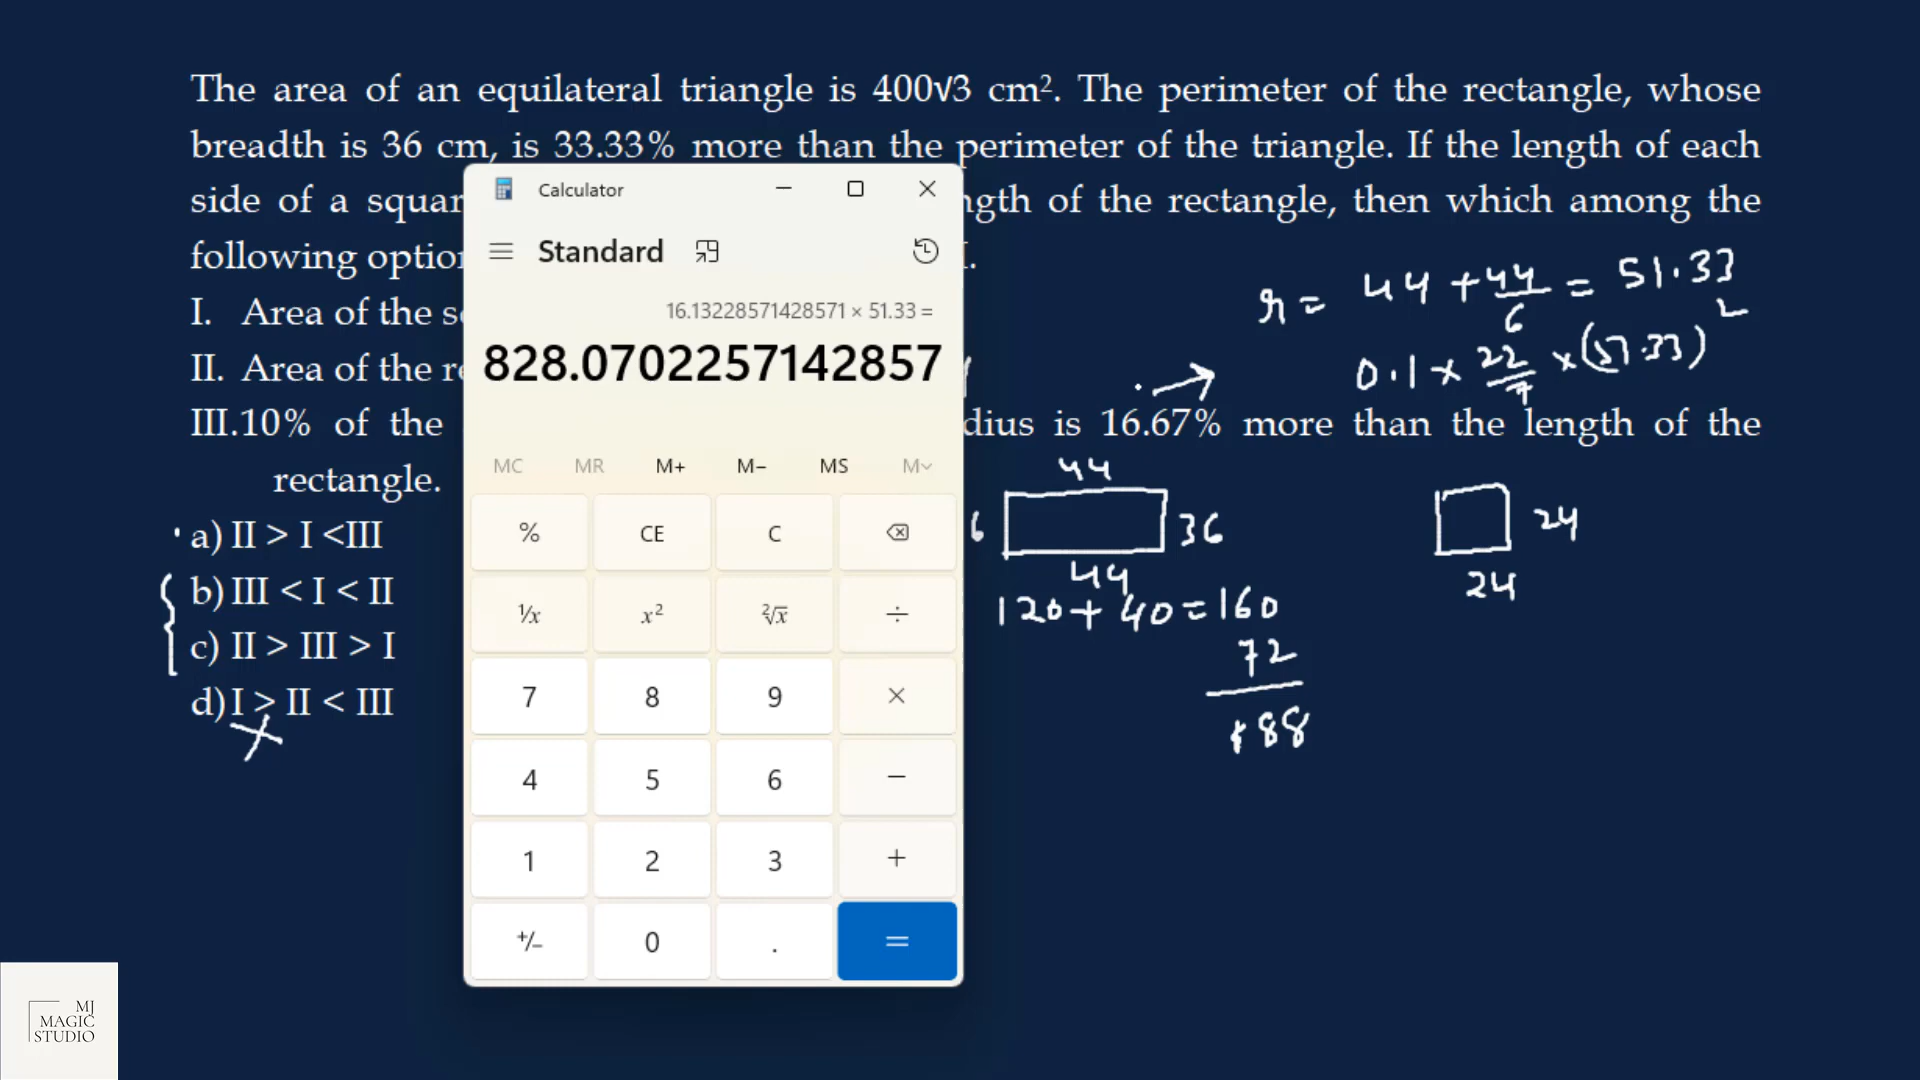 The area of an equilateral triangle is 400√3 cm². The perimeter of the rectangle, whose
breadth is 36 cm, is 33.33% more than the perimeter of the triangle. If the length of each
side of a squar
ngth of the rectangle, then which among the
following option
I.
I. Area of the s
II. Area of the r
III.10% of the
dius is 16.67% more than the length of the
rectangle.
a) II > I <III
b) III < I < II
c) II > III > I
d) I > II < III
Calculator
Standard
16.13228571428571 × 51.33 =
828.0702257142857
MC MR M+ M− MS M
% CE C
¹/x x² ²√x ÷
7 8 9 ×
4 5 6 −
1 2 3 +
+/− 0 . =
r = 44 + 44/6 = 51.33
0.1 × 22/7 × (51.33)²
44
6 36
44
24
24
120 + 40 = 160
72
88
MJ
MAGIC
STUDIO